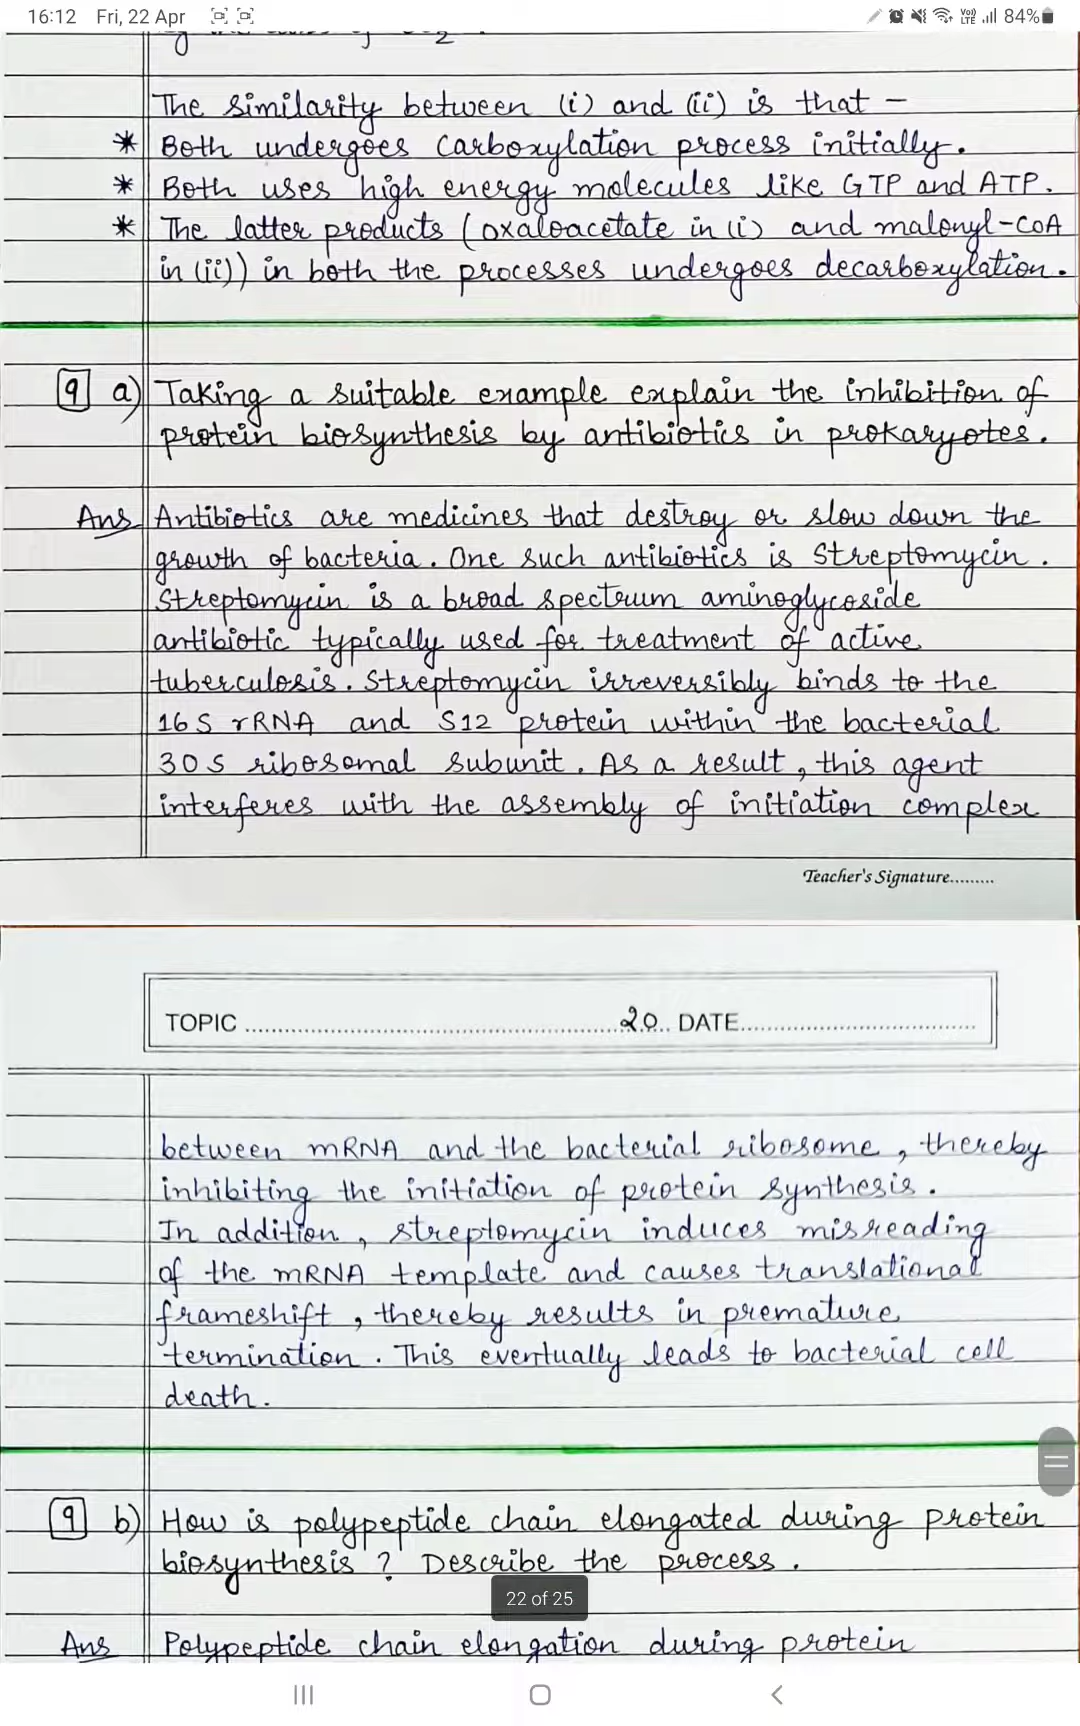 16:12 Fri, 22 Apr 84%
The similarity between (i) and (ii) is that -
* Both undergoes carboxylation process initially.
* Both uses high energy molecules like GTP and ATP.
* The latter products (oxaloacetate in (i) and malonyl-CoA
in (ii)) in both the processes undergoes decarboxylation.
9 a) Taking a suitable example explain the inhibition of
protein biosynthesis by antibiotics in prokaryotes.
Ans Antibiotics are medicines that destroy or slow down the
growth of bacteria. One such antibiotics is Streptomycin.
Streptomycin is a broad spectrum aminoglycoside
antibiotic typically used for treatment of active
tuberculosis. Streptomycin irreversibly binds to the
16S rRNA and S12 protein within the bacterial
30S ribosomal subunit. As a result, this agent
interferes with the assembly of initiation complex
Teacher's Signature.........
TOPIC 20 DATE
between mRNA and the bacterial ribosome, thereby
inhibiting the initiation of protein synthesis.
In addition, streptomycin induces misreading
of the mRNA template and causes translational
frameshift, thereby results in premature
termination. This eventually leads to bacterial cell
death.
9 b) How is polypeptide chain elongated during protein
biosynthesis? Describe the process.
22 of 25
Ans Polypeptide chain elongation during protein